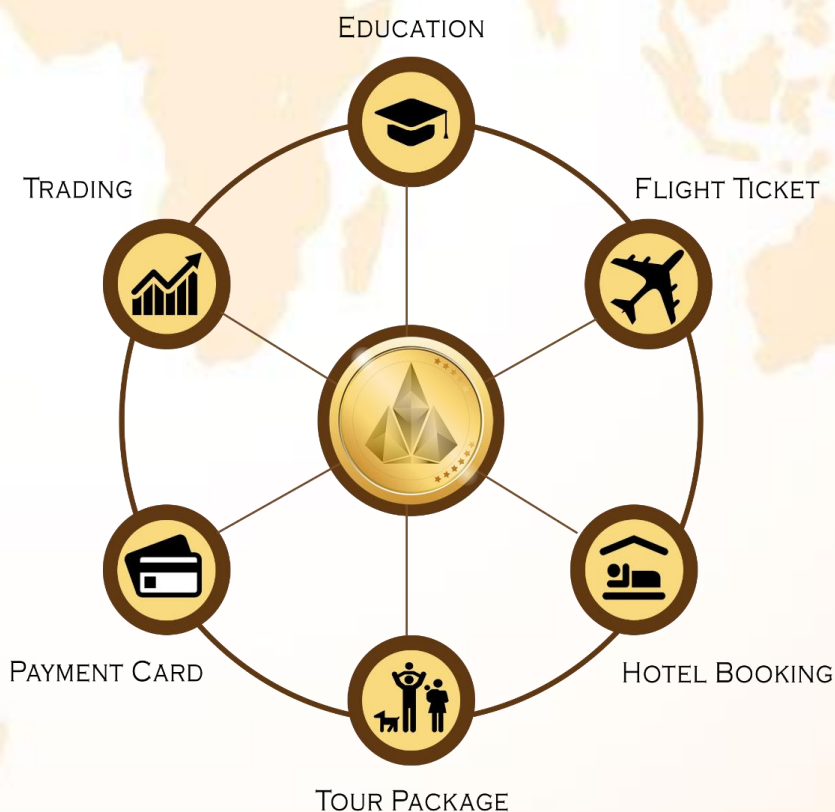 EDUCATION
TRADING
FLIGHT TICKET
PAYMENT CARD
HOTEL BOOKING
TOUR PACKAGE